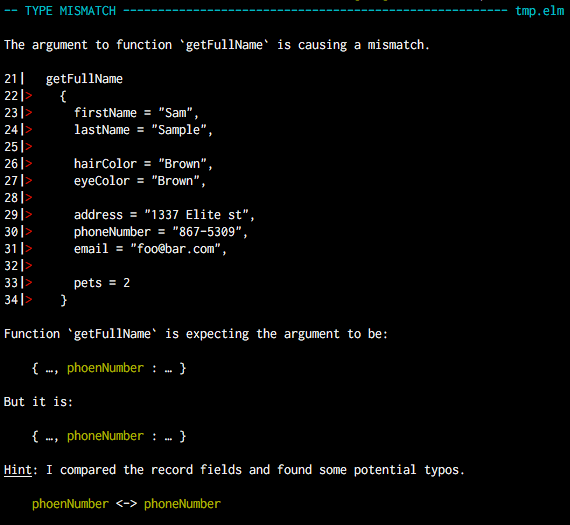 -- TYPE MISMATCH ------------------------------------------------------- tmp.elm
The argument to function `getFullName` is causing a mismatch.
21|   getFullName
22|>    {
23|>      firstName = "Sam",
24|>      lastName = "Sample",
25|>
26|>      hairColor = "Brown",
27|>      eyeColor = "Brown",
28|>
29|>      address = "1337 Elite st",
30|>      phoneNumber = "867-5309",
31|>      email = "foo@bar.com",
32|>
33|>      pets = 2
34|>    }
Function `getFullName` is expecting the argument to be:
{ …, phoenNumber : … }
But it is:
{ …, phoneNumber : … }
Hint: I compared the record fields and found some potential typos.
phoenNumber <-> phoneNumber